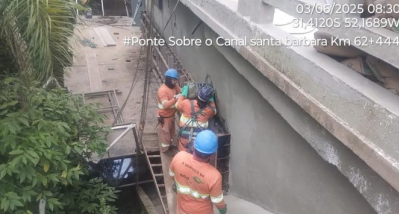 03/06/2025 08:30
31,4120S 52,1689W
#Ponte Sobre o Canal santa barbara Km 62+444